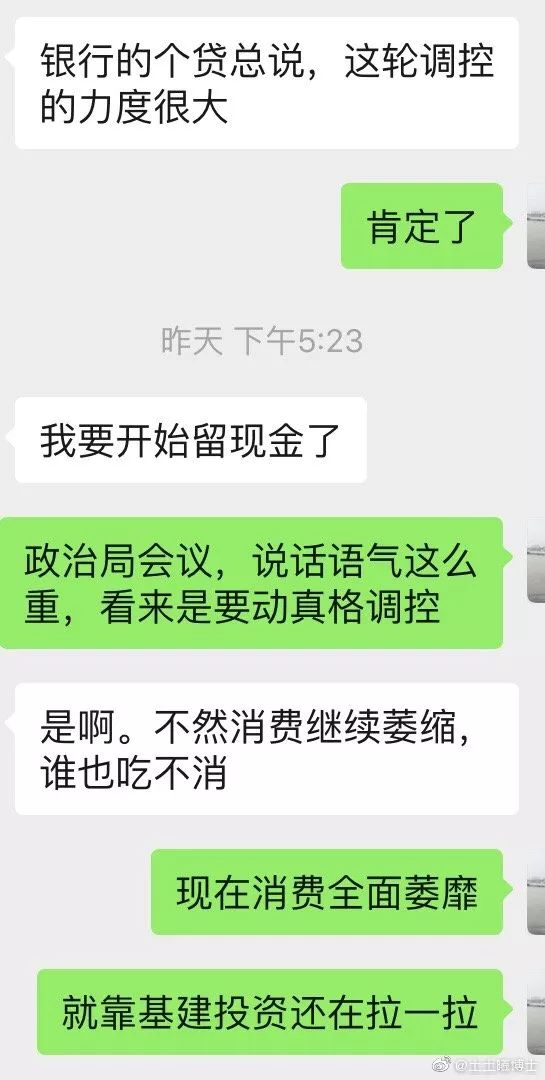 银行的个贷总说，这轮调控
的力度很大
肯定了
昨天 下午5:23
我要开始留现金了
政治局会议，说话语气这么
重，看来是要动真格调控
是啊。不然消费继续萎缩，
谁也吃不消
现在消费全面萎靡
就靠基建投资还在拉一拉